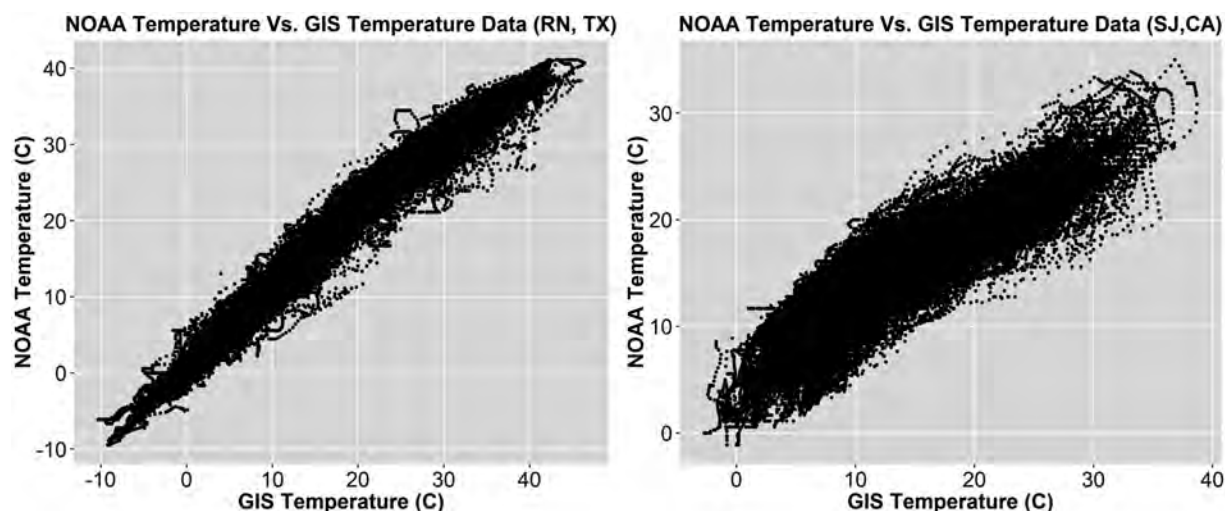 NOAA Temperature Vs. GIS Temperature Data (RN, TX)
NOAA Temperature (C)
40
30
20
10
0
-10
-10 0 10 20 30 40
GIS Temperature (C)
NOAA Temperature Vs. GIS Temperature Data (SJ,CA)
NOAA Temperature (C)
30
20
10
0
0 10 20 30 40
GIS Temperature (C)